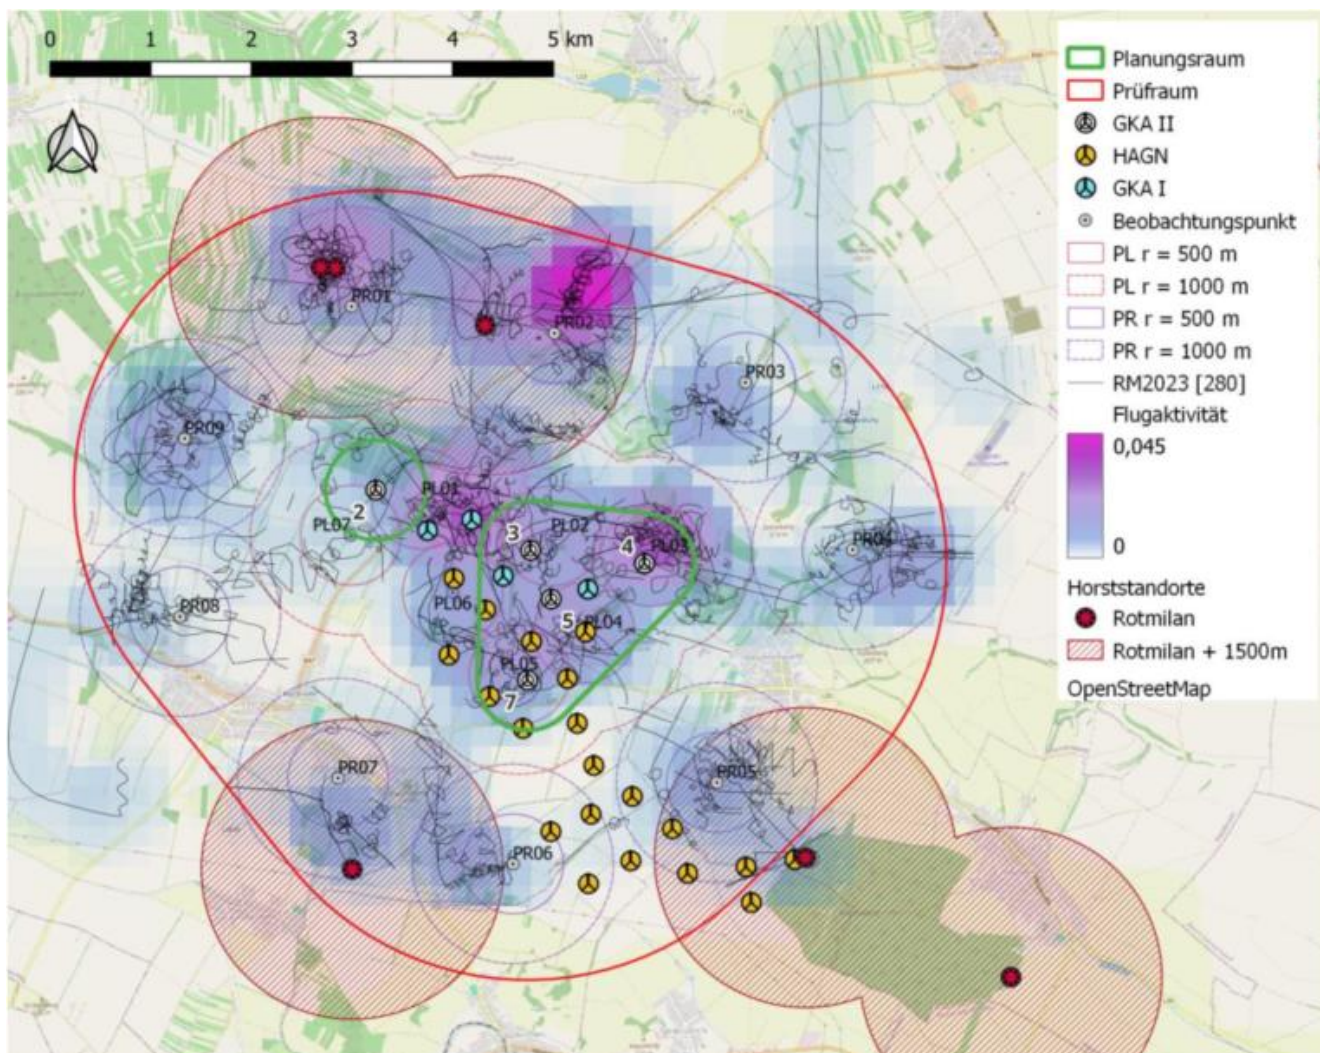 0 1 2 3 4 5 km
Planungsraum
Prüfraum
GKA II
HAGN
GKA I
Beobachtungspunkt
PL r = 500 m
PL r = 1000 m
PR r = 500 m
PR r = 1000 m
RM2023 [280]
Flugaktivität
0,045
0
Horststandorte
Rotmilan
Rotmilan + 1500m
OpenStreetMap
PR01
PR02
PR03
PR09
PL01
2
PL07
3
PL02
4
PL03
PR04
PR08
PL06
5
PL04
PL05
7
PR07
PR05
PR06